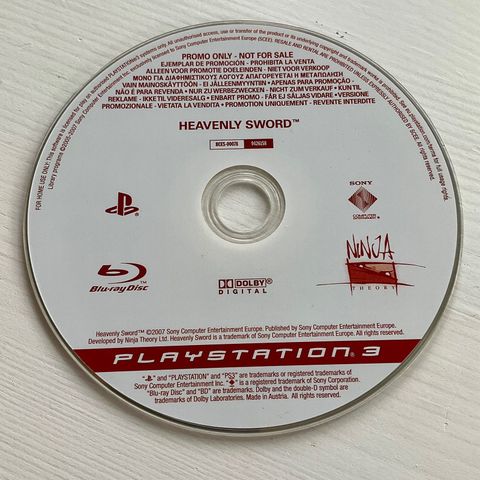 PROMO ONLY - NOT FOR SALE
EJEMPLAR DE PROMOCIÓN - PROHIBITA LA VENTA
ALLEEN VOOR PROMOTIE DOELEINDEN - NIET VOOR VERKOOP
ΜΟΝΟ ΓΙΑ ΔΙΑΦΗΜΙΣΤΙΚΟΥΣ ΛΟΓΟΥΣ ΑΠΑΓΟΡΕΥΕΤΑΙ Η ΜΕΤΑΠΩΛΗΣΗ
VAIN MAINOSKÄYTTÖÖN - EI JÄLLEENMYYNTIIN • APENAS PARA PROMOÇÃO -
NÃO É PARA REVENDA • NUR ZU WERBEZWECKEN - NICHT ZUM VERKAUF • KUN TIL
REKLAME - IKKE TIL VIDERESALG • ENBART PROMO - FÅR EJ SÄLJAS VIDARE • VERSIONE
PROMOZIONALE - VIETATA LA VENDITA • PROMOTION UNIQUEMENT - REVENTE INTERDITE
HEAVENLY SWORD™
BCES-00078
SONY
COMPUTER
ENTERTAINMENT
Blu-ray Disc
DOLBY
DIGITAL
NINJA
THEORY
Heavenly Sword™ ©2007 Sony Computer Entertainment Europe. Published by Sony Computer Entertainment Europe.
Developed by Ninja Theory Ltd. Heavenly Sword is a trademark of Sony Computer Entertainment Europe. All rights reserved.
PLAYSTATION 3
" " and "PLAYSTATION" and "PS3" are trademarks or registered trademarks of
Sony Computer Entertainment Inc. " " is a registered trademark of Sony Corporation.
"Blu-ray Disc" and "BD" are trademarks. Dolby and the double-D symbol are
trademarks of Dolby Laboratories. Made in Austria. All rights reserved.